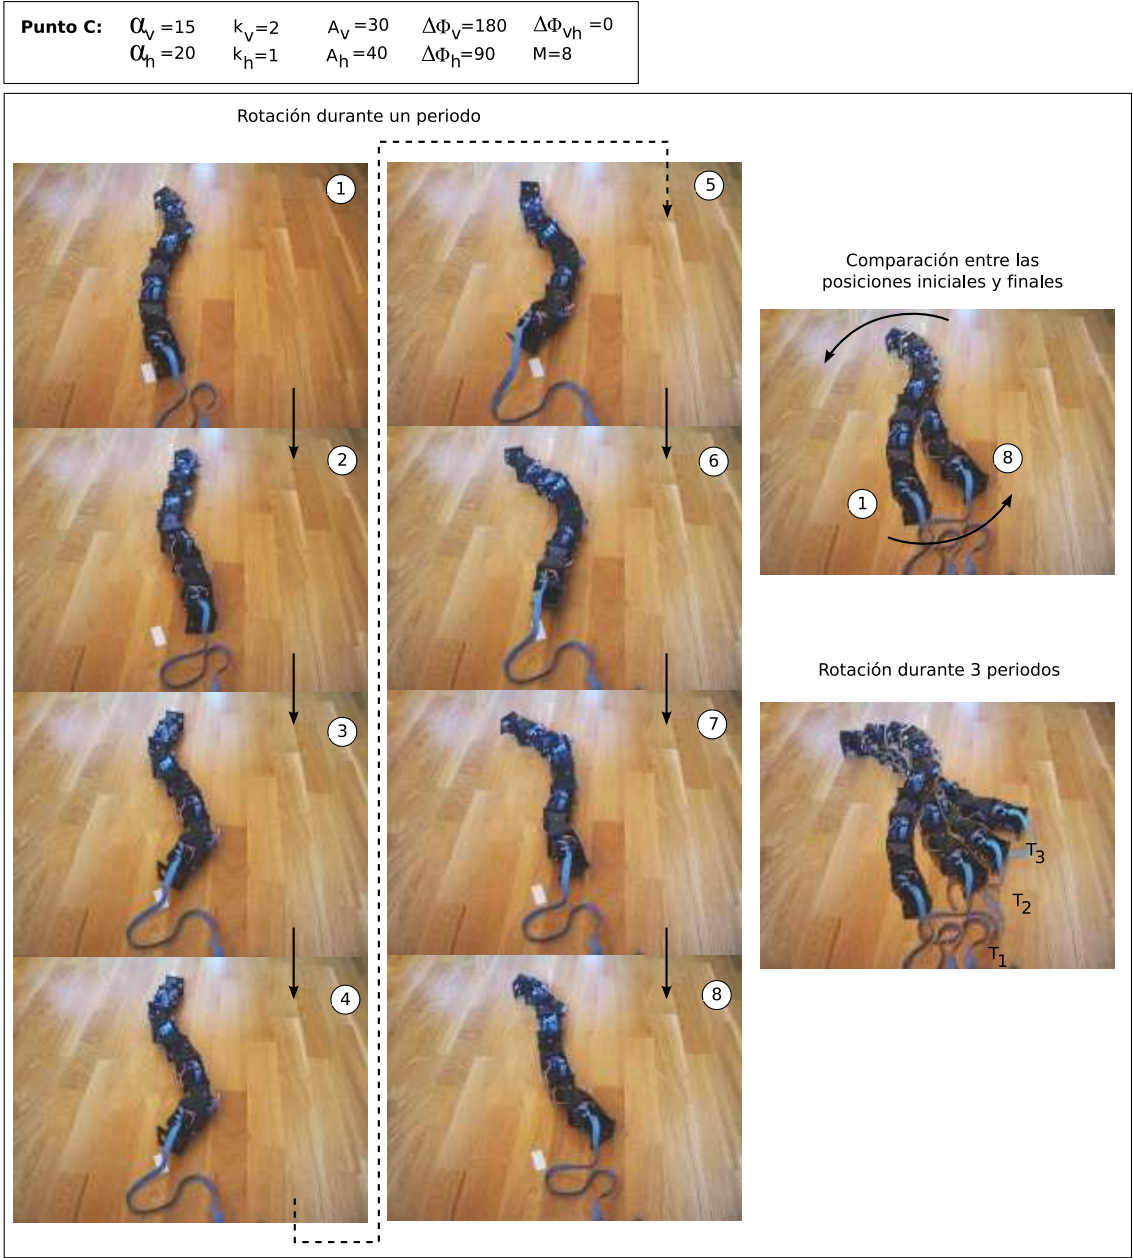 Punto C: αv=15 kv=2 Av=30 ΔΦv=180 ΔΦvh=0
αh=20 kh=1 Ah=40 ΔΦh=90 M=8
Rotación durante un periodo
1
2
3
4
5
6
7
8
Comparación entre las
posiciones iniciales y finales
8
1
Rotación durante 3 periodos
T3
T2
T1